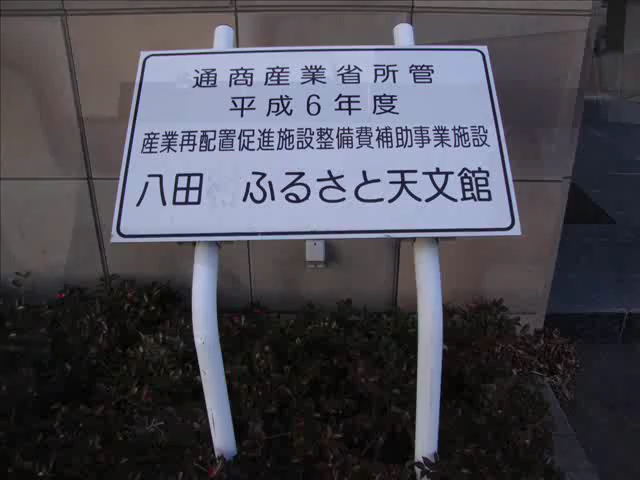 通商産業省所管
平成6年度
産業再配置促進施設整備費補助事業施設
八田 ふるさと天文館